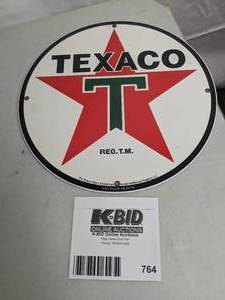 TEXACO
T
REG. T.M.
K-BID
ONLINE AUCTIONS
K-BID Online Auctions
764